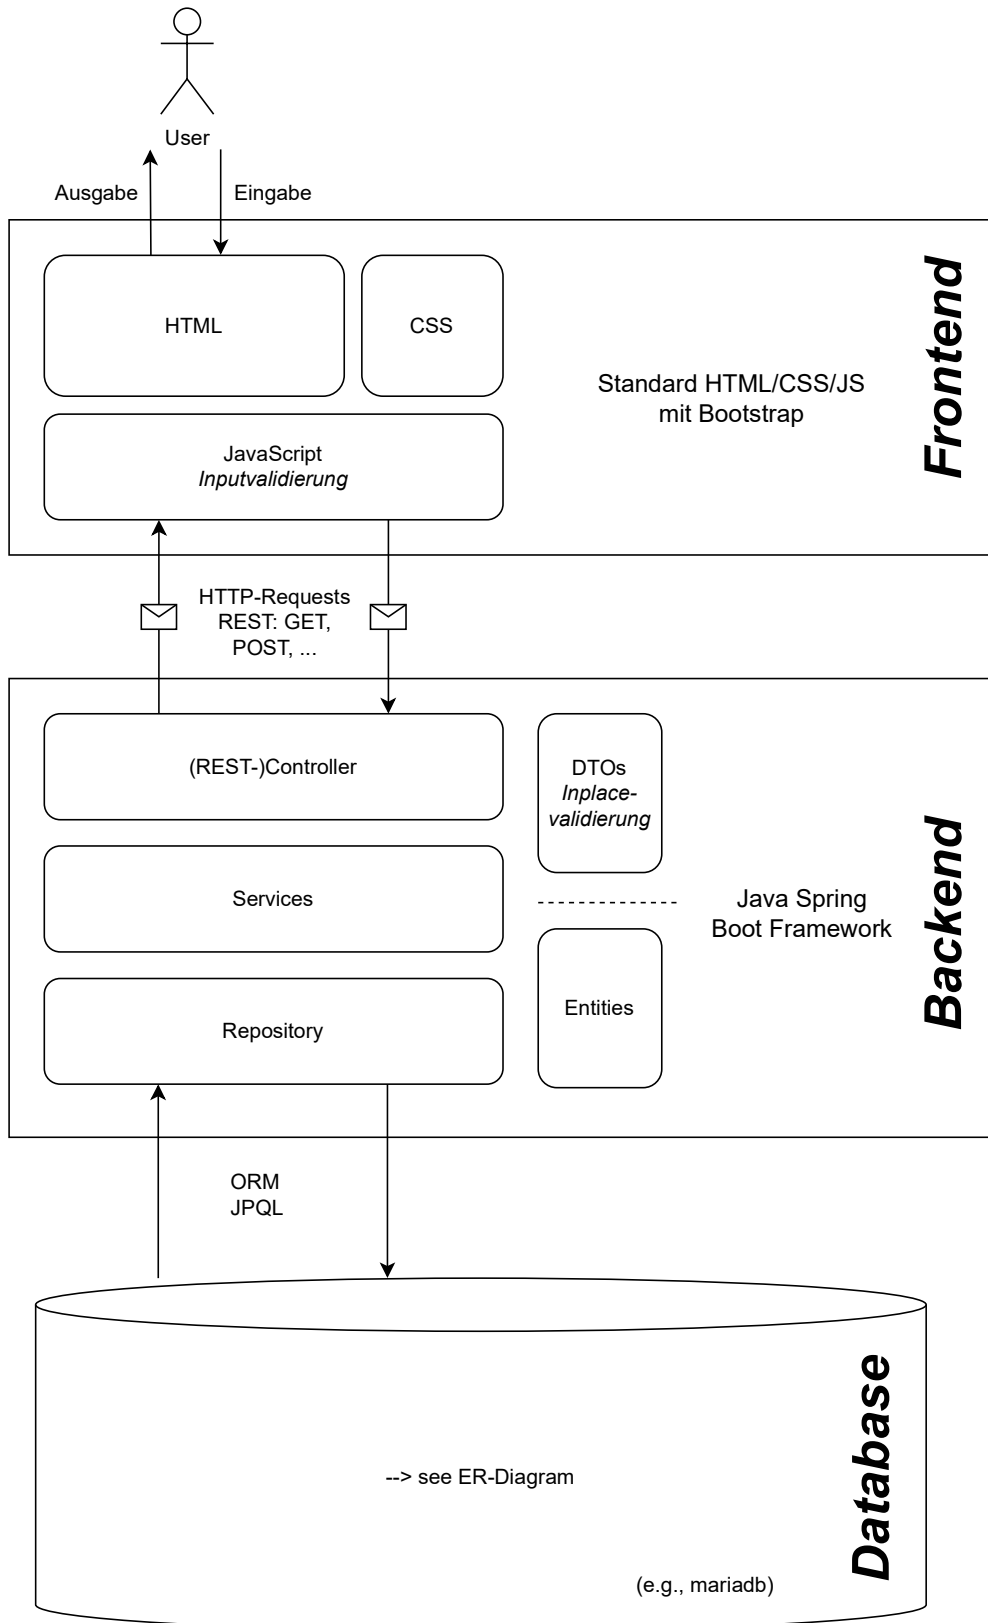 User
Ausgabe
Eingabe
HTML
CSS
Standard HTML/CSS/JS
mit Bootstrap
Frontend
JavaScript
Inputvalidierung
HTTP-Requests
REST: GET,
POST, ...
(REST-)Controller
DTOs
Inplace-
validierung
Services
Java Spring
Boot Framework
Backend
Repository
Entities
ORM
JPQL
--> see ER-Diagram
Database
(e.g., mariadb)